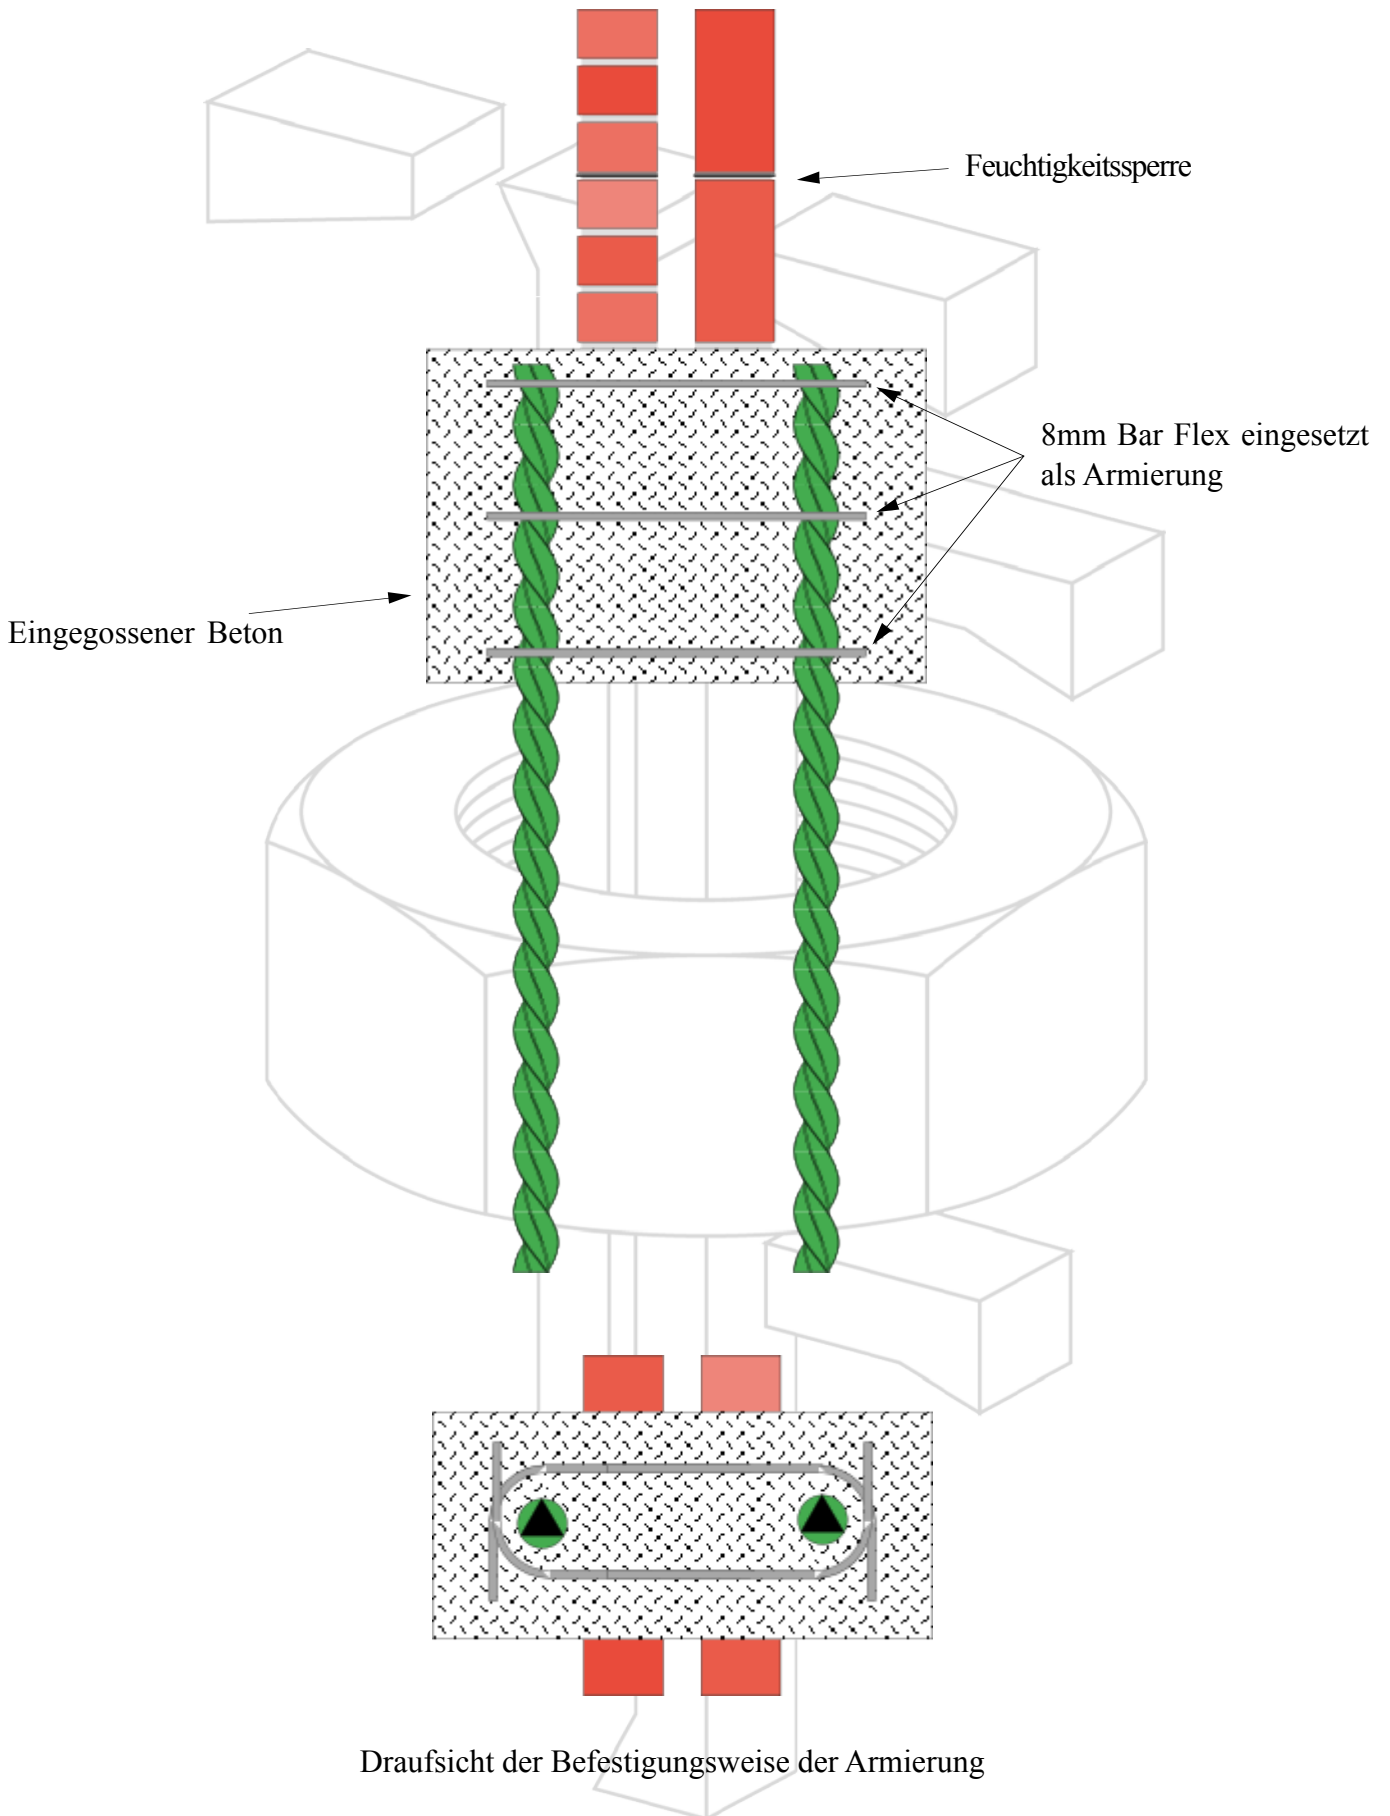 Feuchtigkeitssperre
8mm Bar Flex eingesetzt
als Armierung
Eingegossener Beton
Draufsicht der Befestigungsweise der Armierung